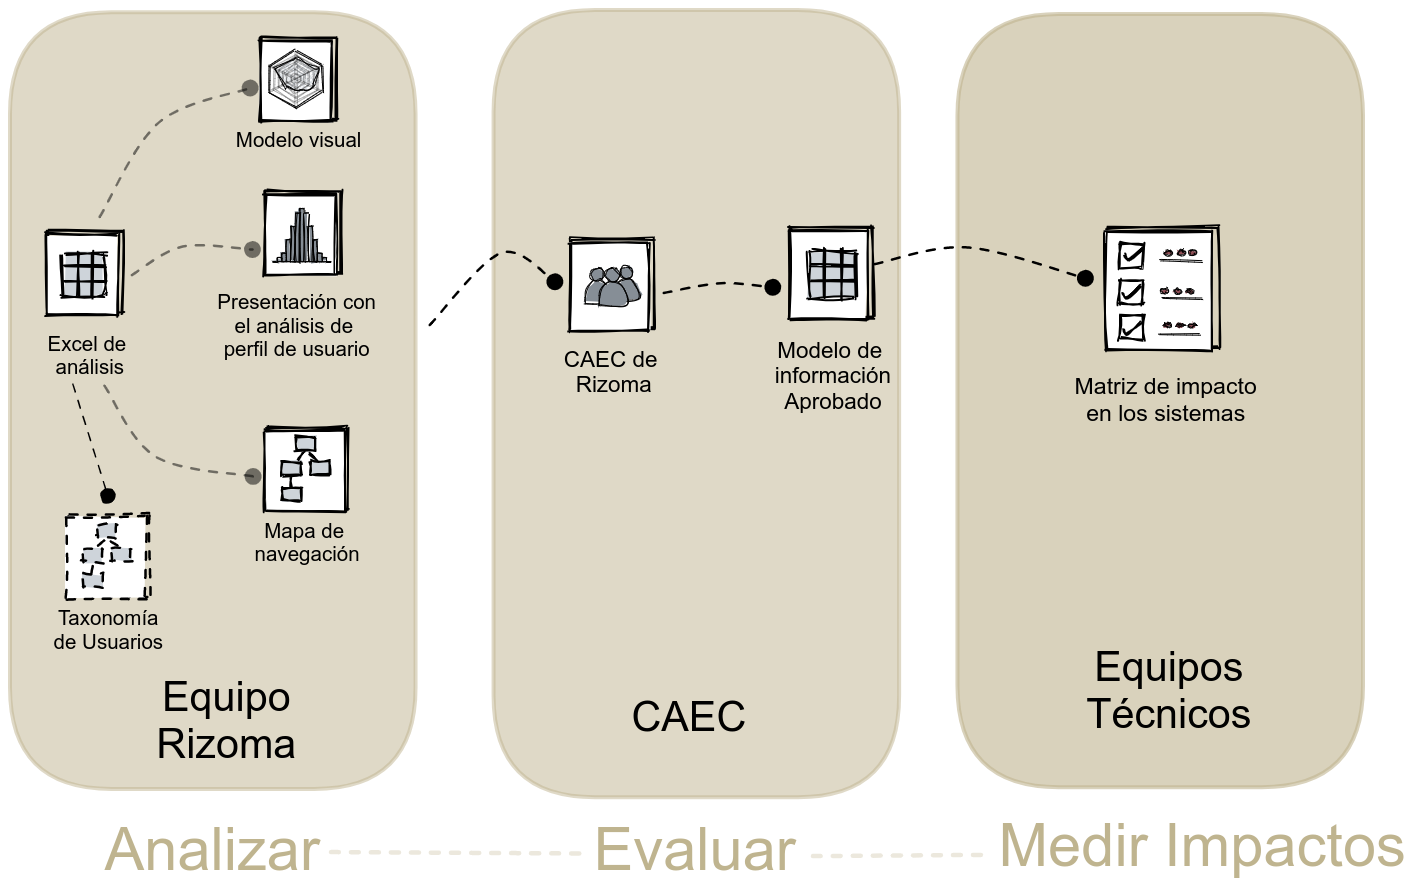 Modelo visual
Presentación con
el análisis de
perfil de usuario
Excel de
análisis
Mapa de
navegación
Taxonomía
de Usuarios
Equipo
Rizoma
CAEC de
Rizoma
Modelo de
información
Aprobado
CAEC
Matriz de impacto
en los sistemas
Equipos
Técnicos
Analizar
Evaluar
Medir Impactos